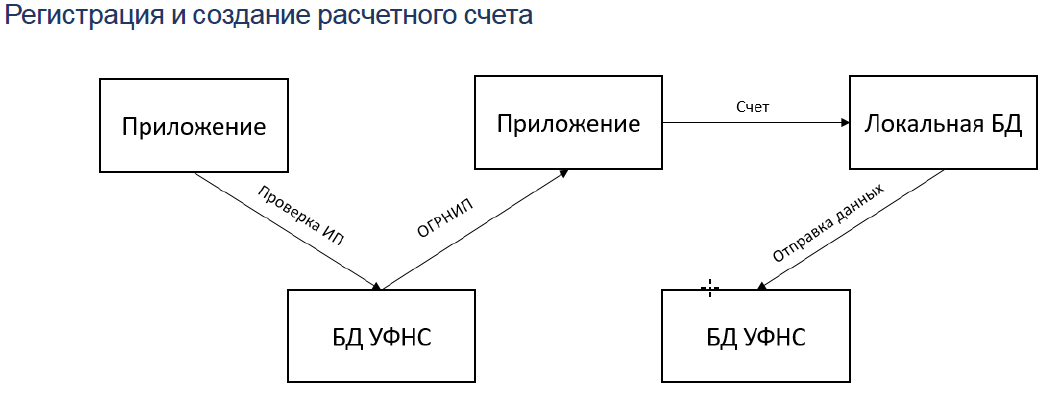 Регистрация и создание расчетного счета
Приложение
Проверка ИП
БД УФНС
ОГРНИП
Приложение
Счет
Локальная БД
Отправка данных
БД УФНС